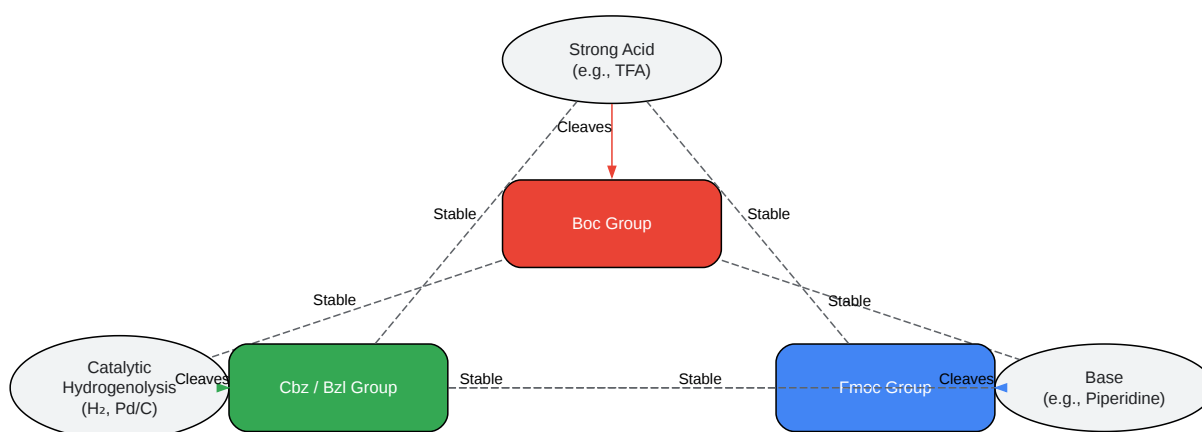 Strong Acid
(e.g., TFA)
Cleaves
Stable
Boc Group
Stable
Stable
Stable
Catalytic
Hydrogenolysis
(H₂, Pd/C)
Cleaves
Cbz / Bzl Group
Stable
Stable
Fmoc Group
Cleaves
Base
(e.g., Piperidine)